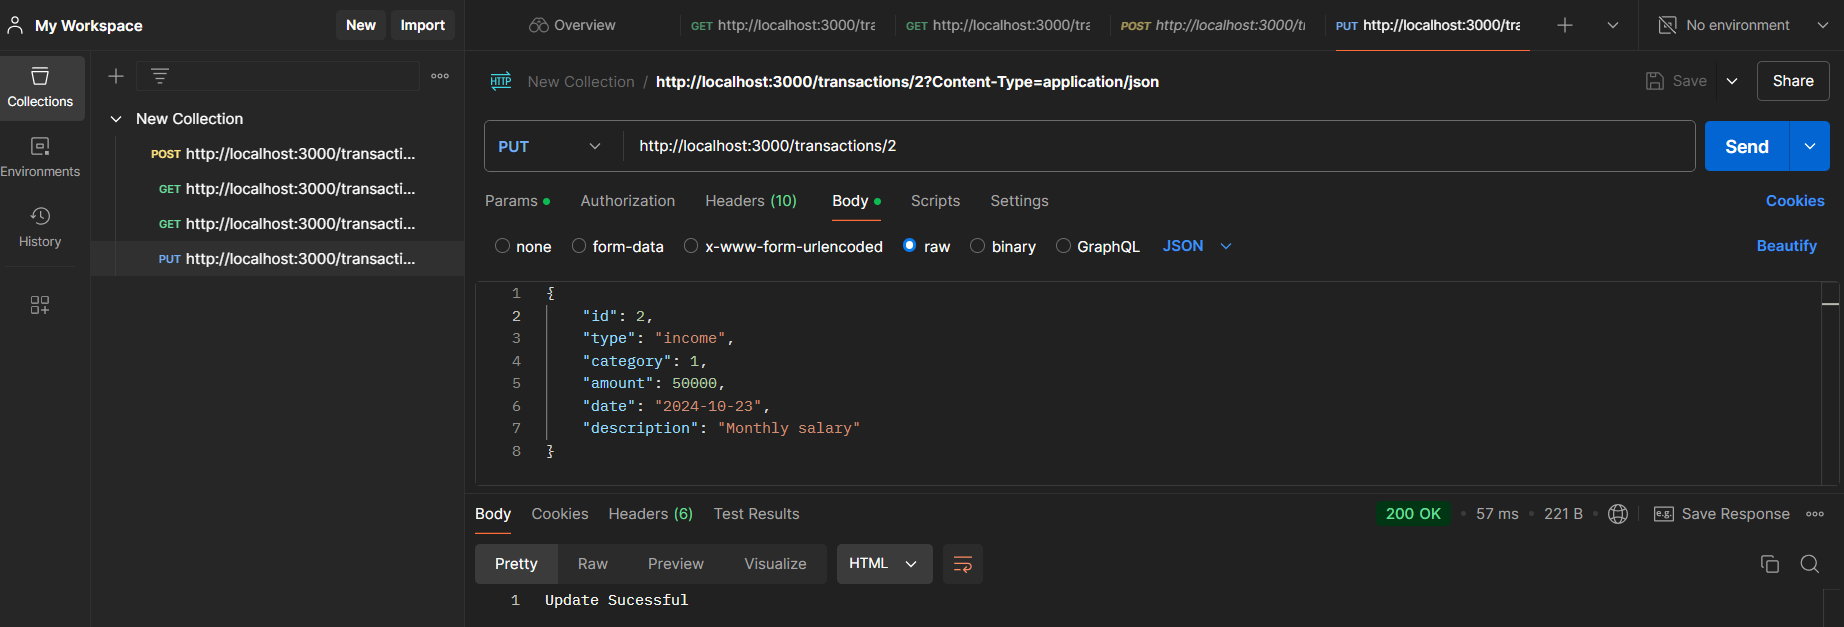 My Workspace
New
Import
Overview
GET http://localhost:3000/tra
GET http://localhost:3000/tra
POST http://localhost:3000/t
PUT http://localhost:3000/tra
No environment
Collections
Environments
History
New Collection
POST http://localhost:3000/transacti...
GET http://localhost:3000/transacti...
GET http://localhost:3000/transacti...
PUT http://localhost:3000/transacti...
HTTP New Collection / http://localhost:3000/transactions/2?Content-Type=application/json
Save
Share
PUT http://localhost:3000/transactions/2
Send
Params Authorization Headers (10) Body Scripts Settings Cookies
none form-data x-www-form-urlencoded raw binary GraphQL JSON Beautify
1 {
2 "id": 2,
3 "type": "income",
4 "category": 1,
5 "amount": 50000,
6 "date": "2024-10-23",
7 "description": "Monthly salary"
8 }
Body Cookies Headers (6) Test Results 200 OK • 57 ms • 221 B • e.g. Save Response
Pretty Raw Preview Visualize HTML
1 Update Sucessful